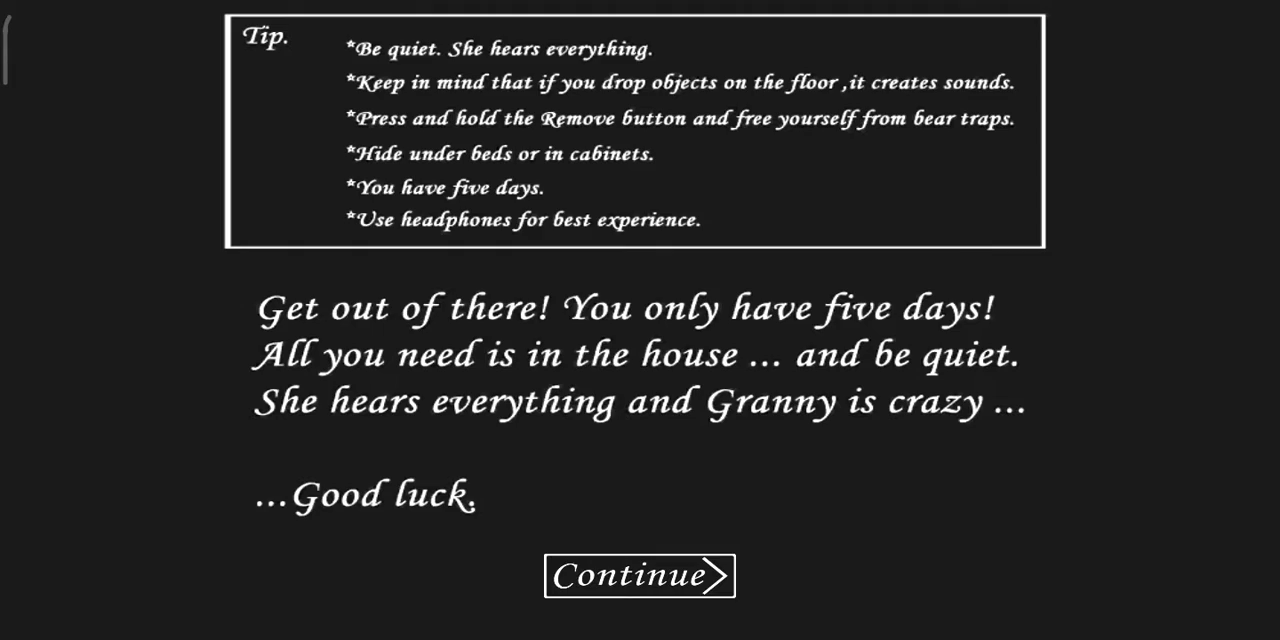 Tip.
*Be quiet. She hears everything.
*Keep in mind that if you drop objects on the floor ,it creates sounds.
*Press and hold the Remove button and free yourself from bear traps.
*Hide under beds or in cabinets.
*You have five days.
*Use headphones for best experience.
Get out of there! You only have five days!
All you need is in the house ... and be quiet.
She hears everything and Granny is crazy ...
...Good luck.
Continue